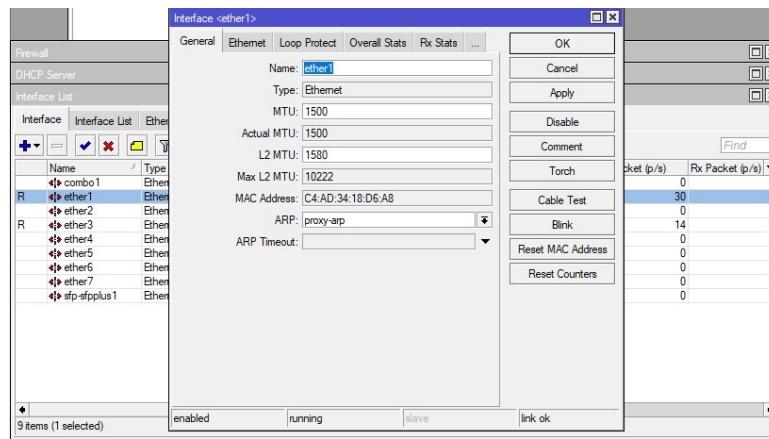 Interface <ether1>
General Ethernet Loop Protect Overall Stats Rx Stats ...
Name: ether1
Type: Ethernet
MTU: 1500
Actual MTU: 1500
L2 MTU: 1580
Max L2 MTU: 10222
MAC Address: C4:AD:34:18:D6:A8
ARP: proxy-arp
ARP Timeout:
OK
Cancel
Apply
Disable
Comment
Torch
Cable Test
Blink
Reset MAC Address
Reset Counters
enabled running slave link ok
Firewall
DHCP Server
Interface List
Interface Interface List Ether
Find
Name Type cket (p/s) Rx Packet (p/s)
combo1 Ether 0
R ether1 Ether 30
ether2 Ether 0
R ether3 Ether 14
ether4 Ether 0
ether5 Ether 0
ether6 Ether 0
ether7 Ether 0
sfp-sfpplus1 Ether 0
9 items (1 selected)